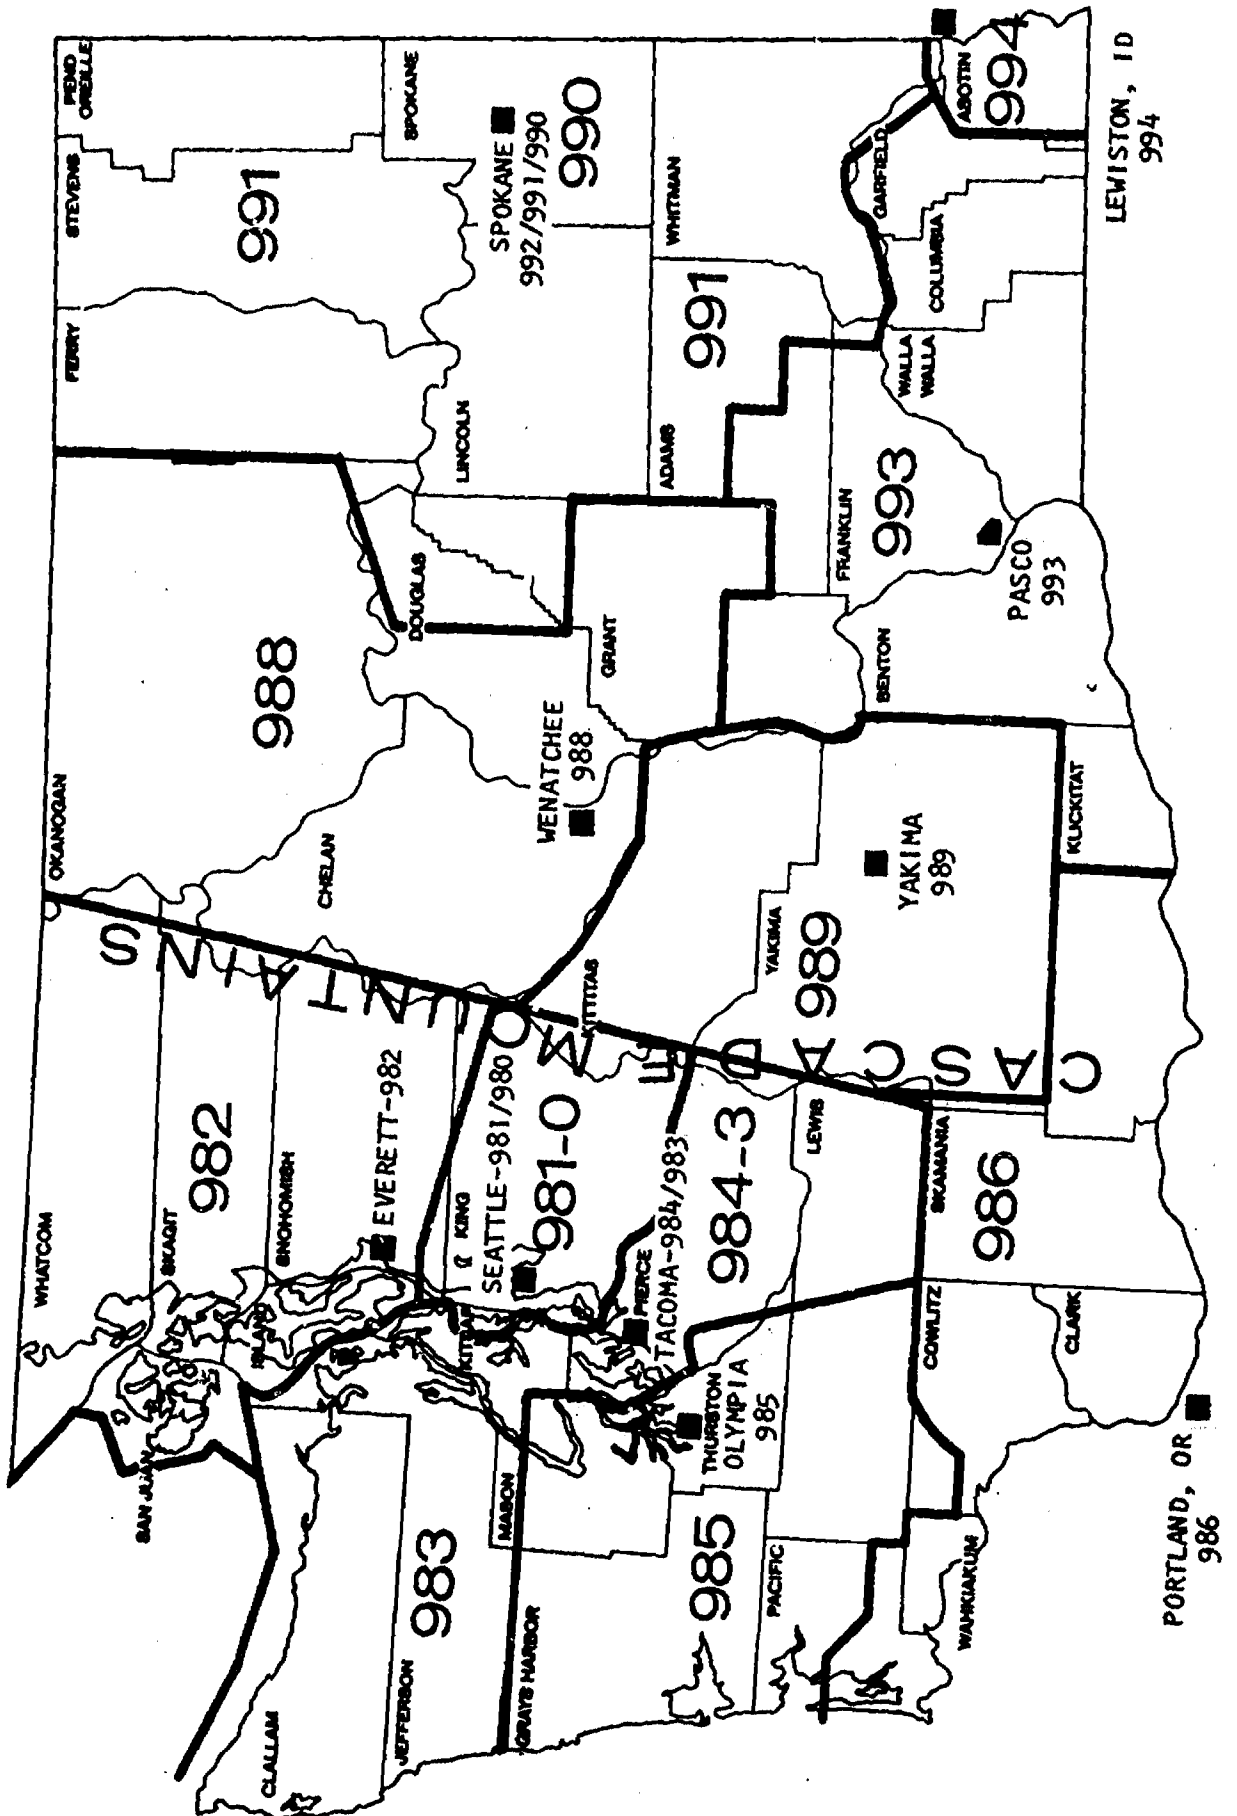 WHATCOM
OKANOGAN
FERRY
STEVENS
PEND
OREILLE
SAN JUAN
SKAGIT
982
988
991
ISLAND
SNOHOMISH
CHELAN
CLALLAM
EVERETT-982
DOUGLAS
LINCOLN
SPOKANE
JEFFERSON
983
KITSAP
KING
SEATTLE-981/980
981-0
WENATCHEE
988
GRANT
SPOKANE
992/991/990
990
MASON
GRAYS HARBOR
KITTITAS
ADAMS
991
WHITMAN
PIERCE
TACOMA-984/983
984-3
THURSTON
OLYMPIA
985
985
PACIFIC
LEWIS
YAKIMA
989
YAKIMA
989
BENTON
FRANKLIN
993
PASCO
993
WALLA
WALLA
COLUMBIA
GARFIELD
ASOTIN
994
CASCADE MOUNTAINS
WAHKIAKUM
COWLITZ
SKAMANIA
986
CLARK
KLICKITAT
PORTLAND, OR
986
LEWISTON, ID
994